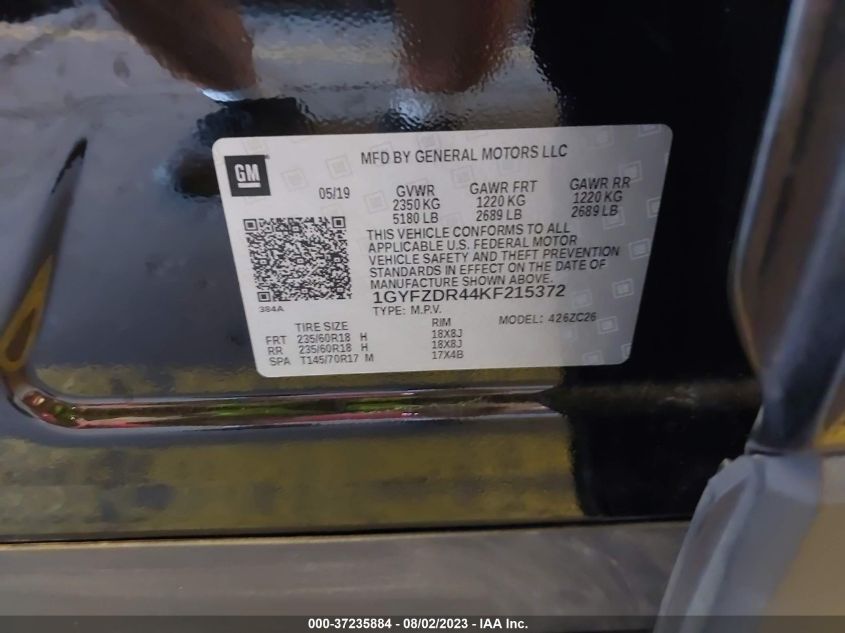 GM
MFD BY GENERAL MOTORS LLC
05/19
GVWR GAWR FRT GAWR RR
2350 KG 1220 KG 1220 KG
5180 LB 2689 LB 2689 LB
THIS VEHICLE CONFORMS TO ALL
APPLICABLE U.S. FEDERAL MOTOR
VEHICLE SAFETY AND THEFT PREVENTION
STANDARDS IN EFFECT ON THE DATE OF
MANUFACTURE SHOWN ABOVE.
384A
1GYFZDR44KF215372
TYPE: M.P.V. MODEL: 426ZC26
TIRE SIZE RIM
FRT 235/60R18 H 18X8J
RR 235/60R18 H 18X8J
SPA T145/70R17 M 17X4B
000-37235884 - 08/02/2023 - IAA Inc.